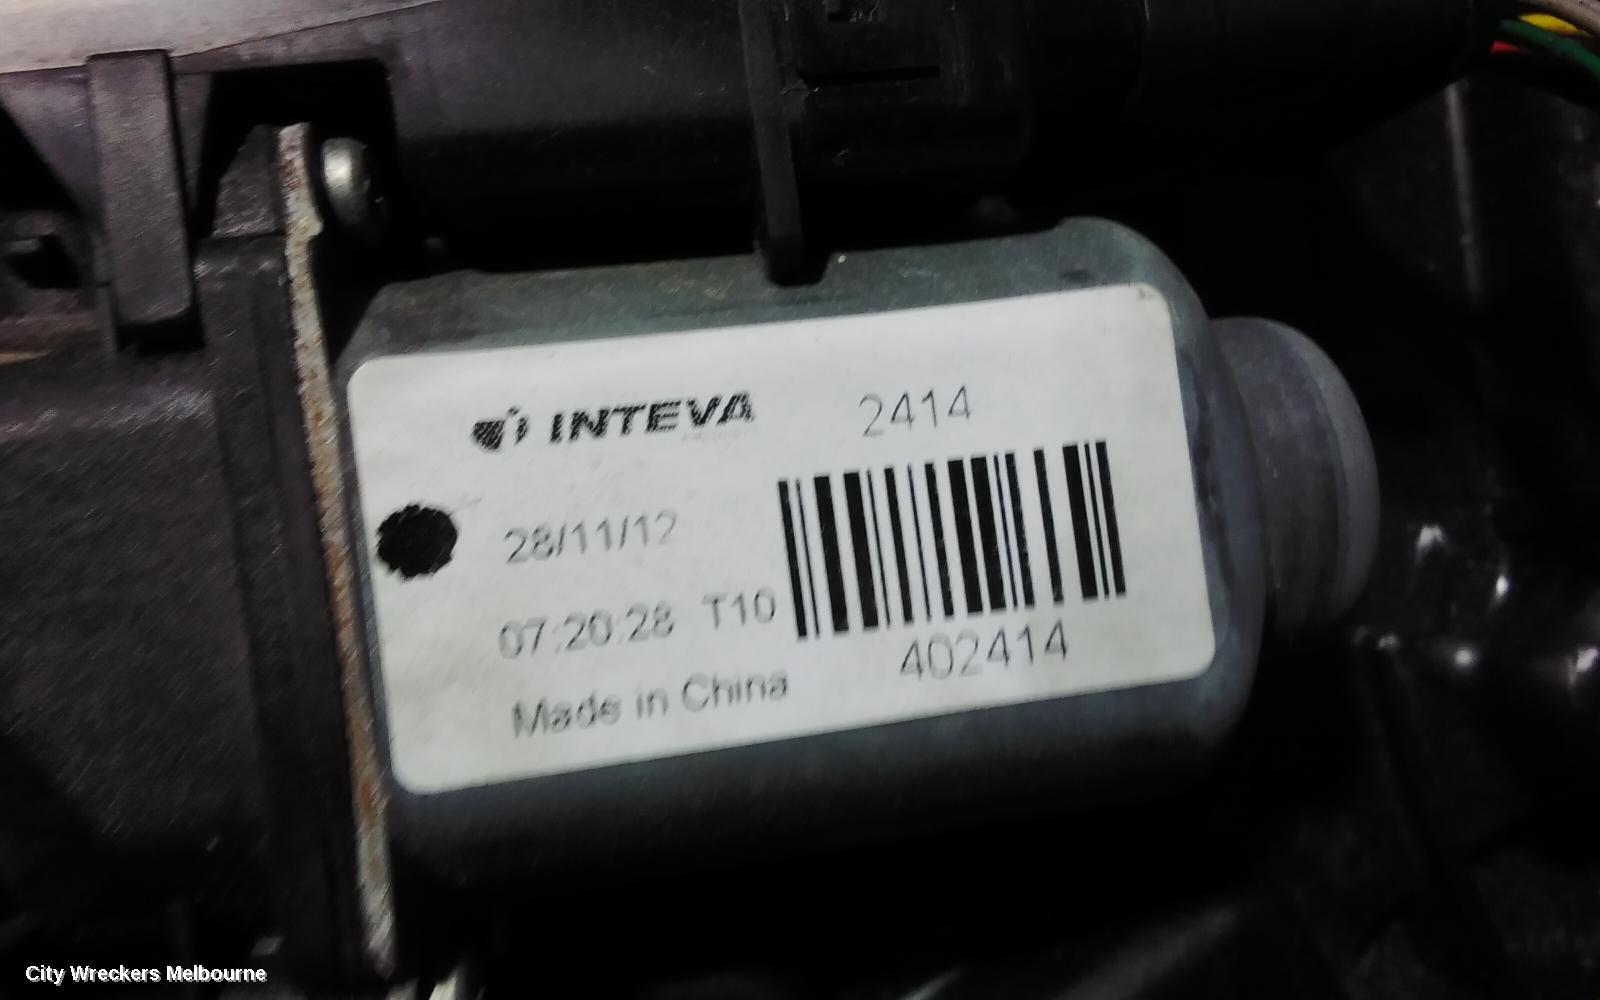 INTEVA 2414
28/11/12
07:20:28 T10
402414
Made in China
City Wreckers Melbourne